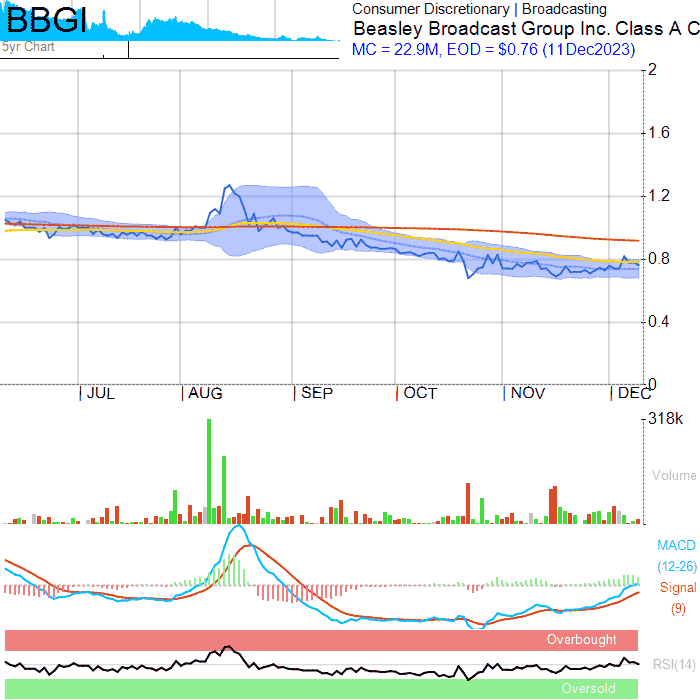 BBGI
5yr Chart
Consumer Discretionary | Broadcasting
Beasley Broadcast Group Inc. Class A C
MC = 22.9M, EOD = $0.76 (11Dec2023)
2
1.6
1.2
0.8
0.4
0
JUL AUG SEP OCT NOV DEC
318k
Volume
MACD
(12-26)
Signal
(9)
Overbought
RSI(14)
Oversold